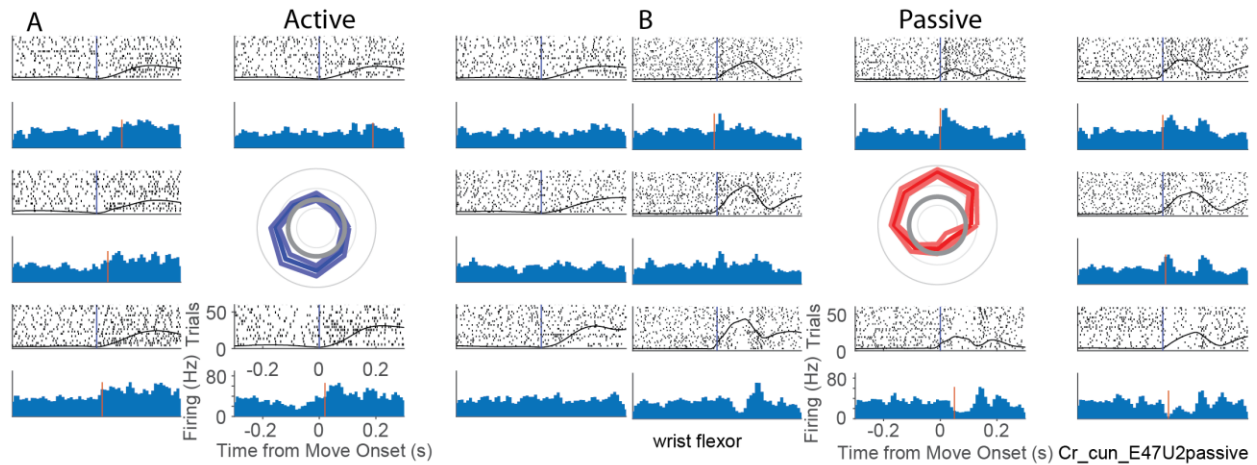 A
Active
B
Passive
Trials
50
0
-0.2
0
0.2
Firing (Hz)
80
40
0
-0.2
0
0.2
Time from Move Onset (s)
wrist flexor
Trials
50
0
Firing (Hz)
80
40
0
-0.2
0
0.2
Time from Move Onset (s)
Cr_cun_E47U2passive